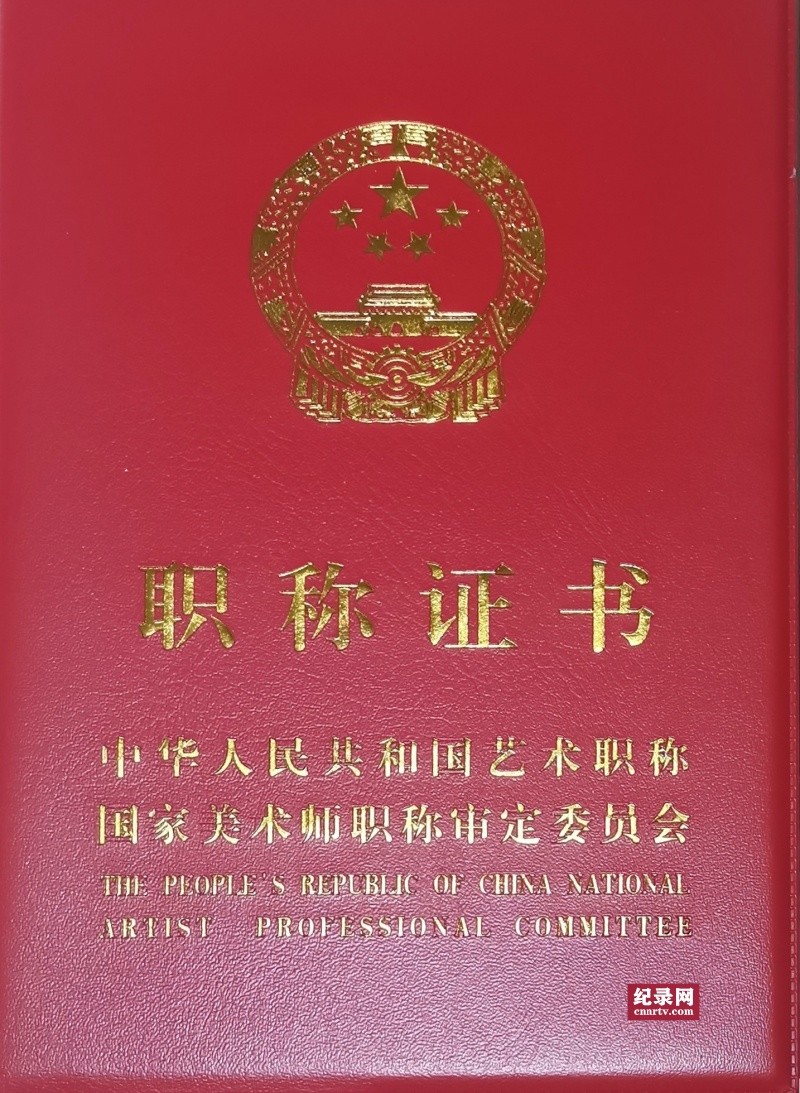 职称证书
中华人民共和国艺术职称
国家美术师职称审定委员会
THE PEOPLE'S REPUBLIC OF CHINA NATIONAL
ARTIST PROFESSIONAL COMMITTEE
纪录网
cnnrtv.com